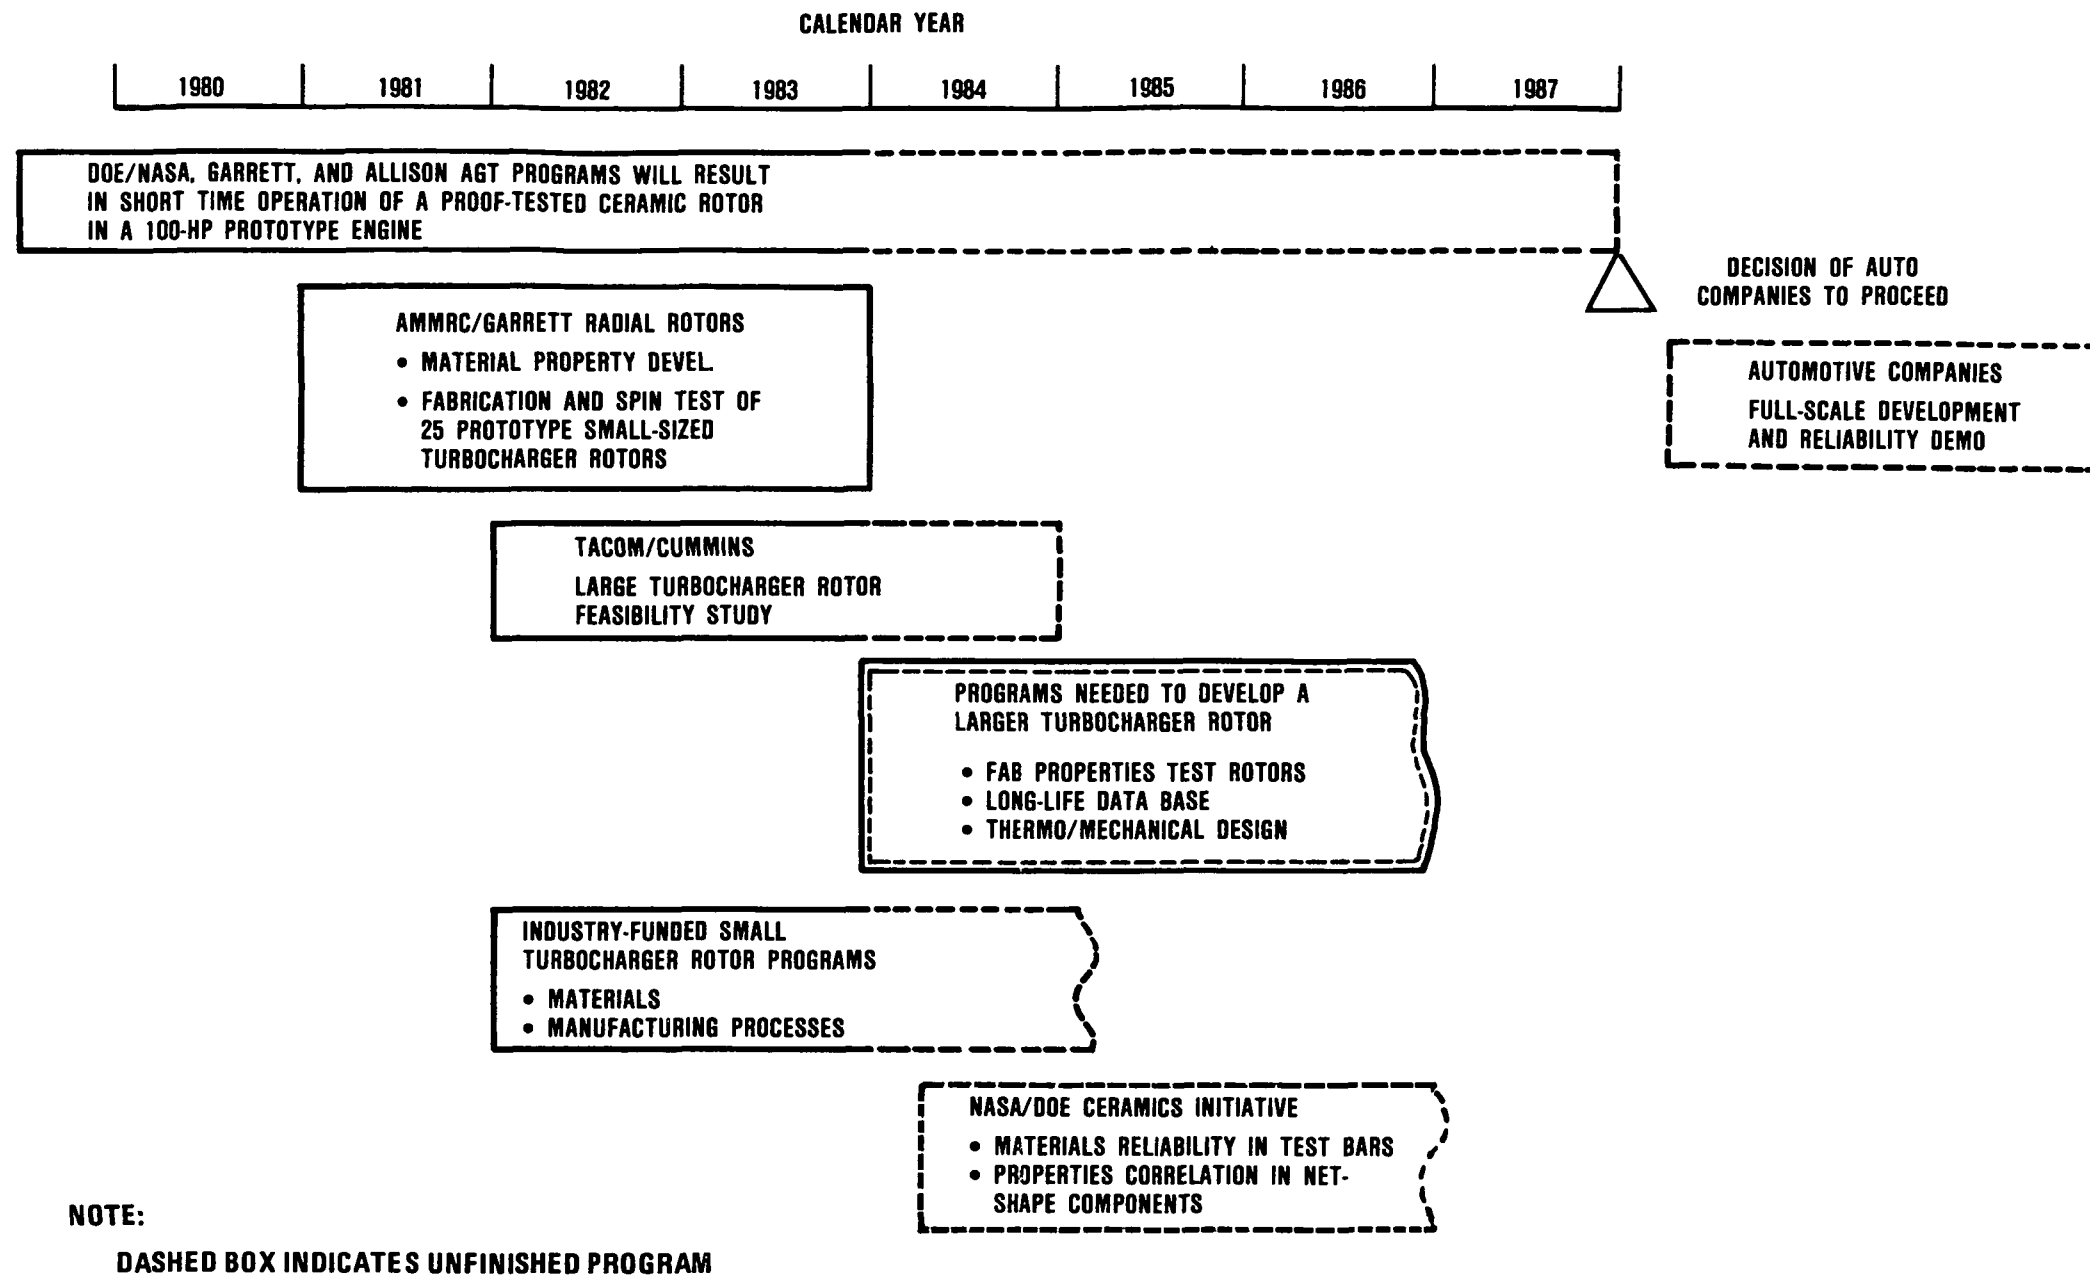 CALENDAR YEAR
1980 1981 1982 1983 1984 1985 1986 1987
DOE/NASA, GARRETT, AND ALLISON AGT PROGRAMS WILL RESULT
IN SHORT TIME OPERATION OF A PROOF-TESTED CERAMIC ROTOR
IN A 100-HP PROTOTYPE ENGINE
DECISION OF AUTO
COMPANIES TO PROCEED
AMMRC/GARRETT RADIAL ROTORS
• MATERIAL PROPERTY DEVEL.
• FABRICATION AND SPIN TEST OF
25 PROTOTYPE SMALL-SIZED
TURBOCHARGER ROTORS
AUTOMOTIVE COMPANIES
FULL-SCALE DEVELOPMENT
AND RELIABILITY DEMO
TACOM/CUMMINS
LARGE TURBOCHARGER ROTOR
FEASIBILITY STUDY
PROGRAMS NEEDED TO DEVELOP A
LARGER TURBOCHARGER ROTOR
• FAB PROPERTIES TEST ROTORS
• LONG-LIFE DATA BASE
• THERMO/MECHANICAL DESIGN
INDUSTRY-FUNDED SMALL
TURBOCHARGER ROTOR PROGRAMS
• MATERIALS
• MANUFACTURING PROCESSES
NASA/DOE CERAMICS INITIATIVE
• MATERIALS RELIABILITY IN TEST BARS
• PROPERTIES CORRELATION IN NET-
SHAPE COMPONENTS
NOTE:
DASHED BOX INDICATES UNFINISHED PROGRAM